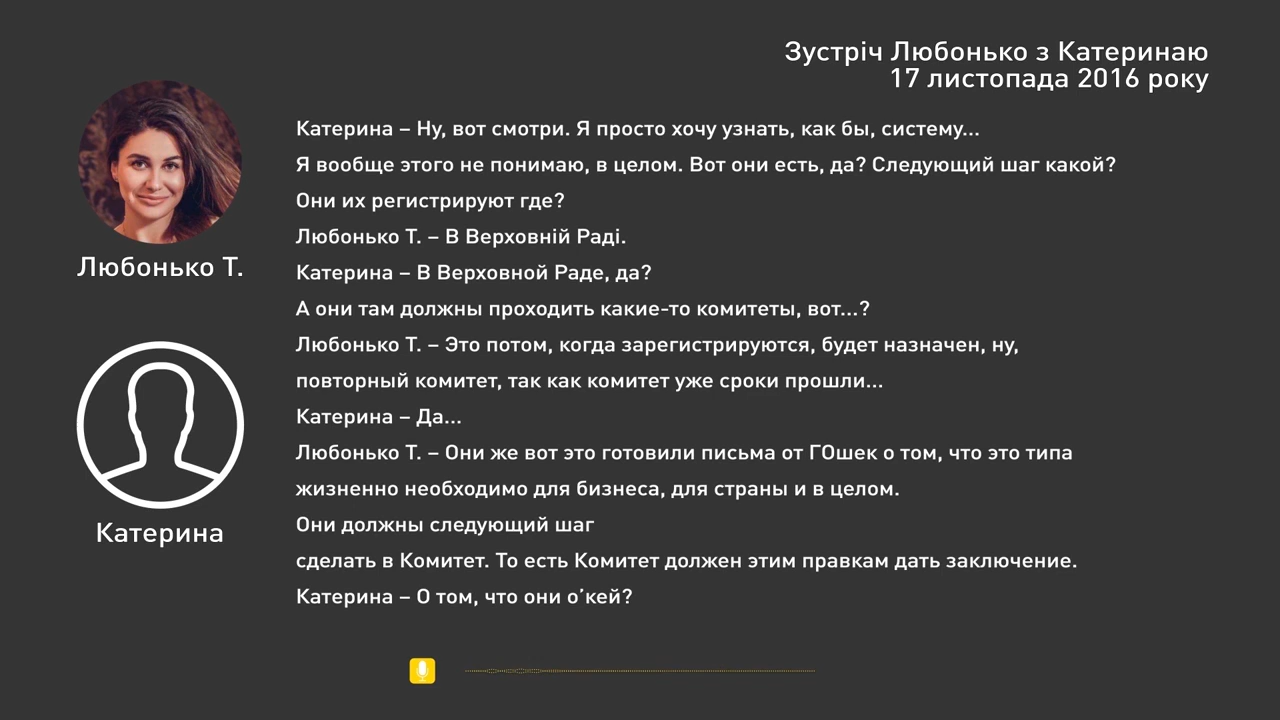 Зустріч Любонько з Катеринаю
17 листопада 2016 року
Катерина – Ну, вот смотри. Я просто хочу узнать, как бы, систему...
Я вообще этого не понимаю, в целом. Вот они есть, да? Следующий шаг какой?
Они их регистрируют где?
Любонько Т. – В Верховній Раді.
Катерина – В Верховной Раде, да?
А они там должны проходить какие-то комитеты, вот...?
Любонько Т. – Это потом, когда зарегистрируются, будет назначен, ну,
повторный комитет, так как комитет уже сроки прошли...
Катерина – Да...
Любонько Т. – Они же вот это готовили письма от ГОшек о том, что это типа
жизненно необходимо для бизнеса, для страны и в целом.
Они должны следующий шаг
сделать в Комитет. То есть Комитет должен этим правкам дать заключение.
Катерина – О том, что они о’кей?
Любонько Т.
Катерина